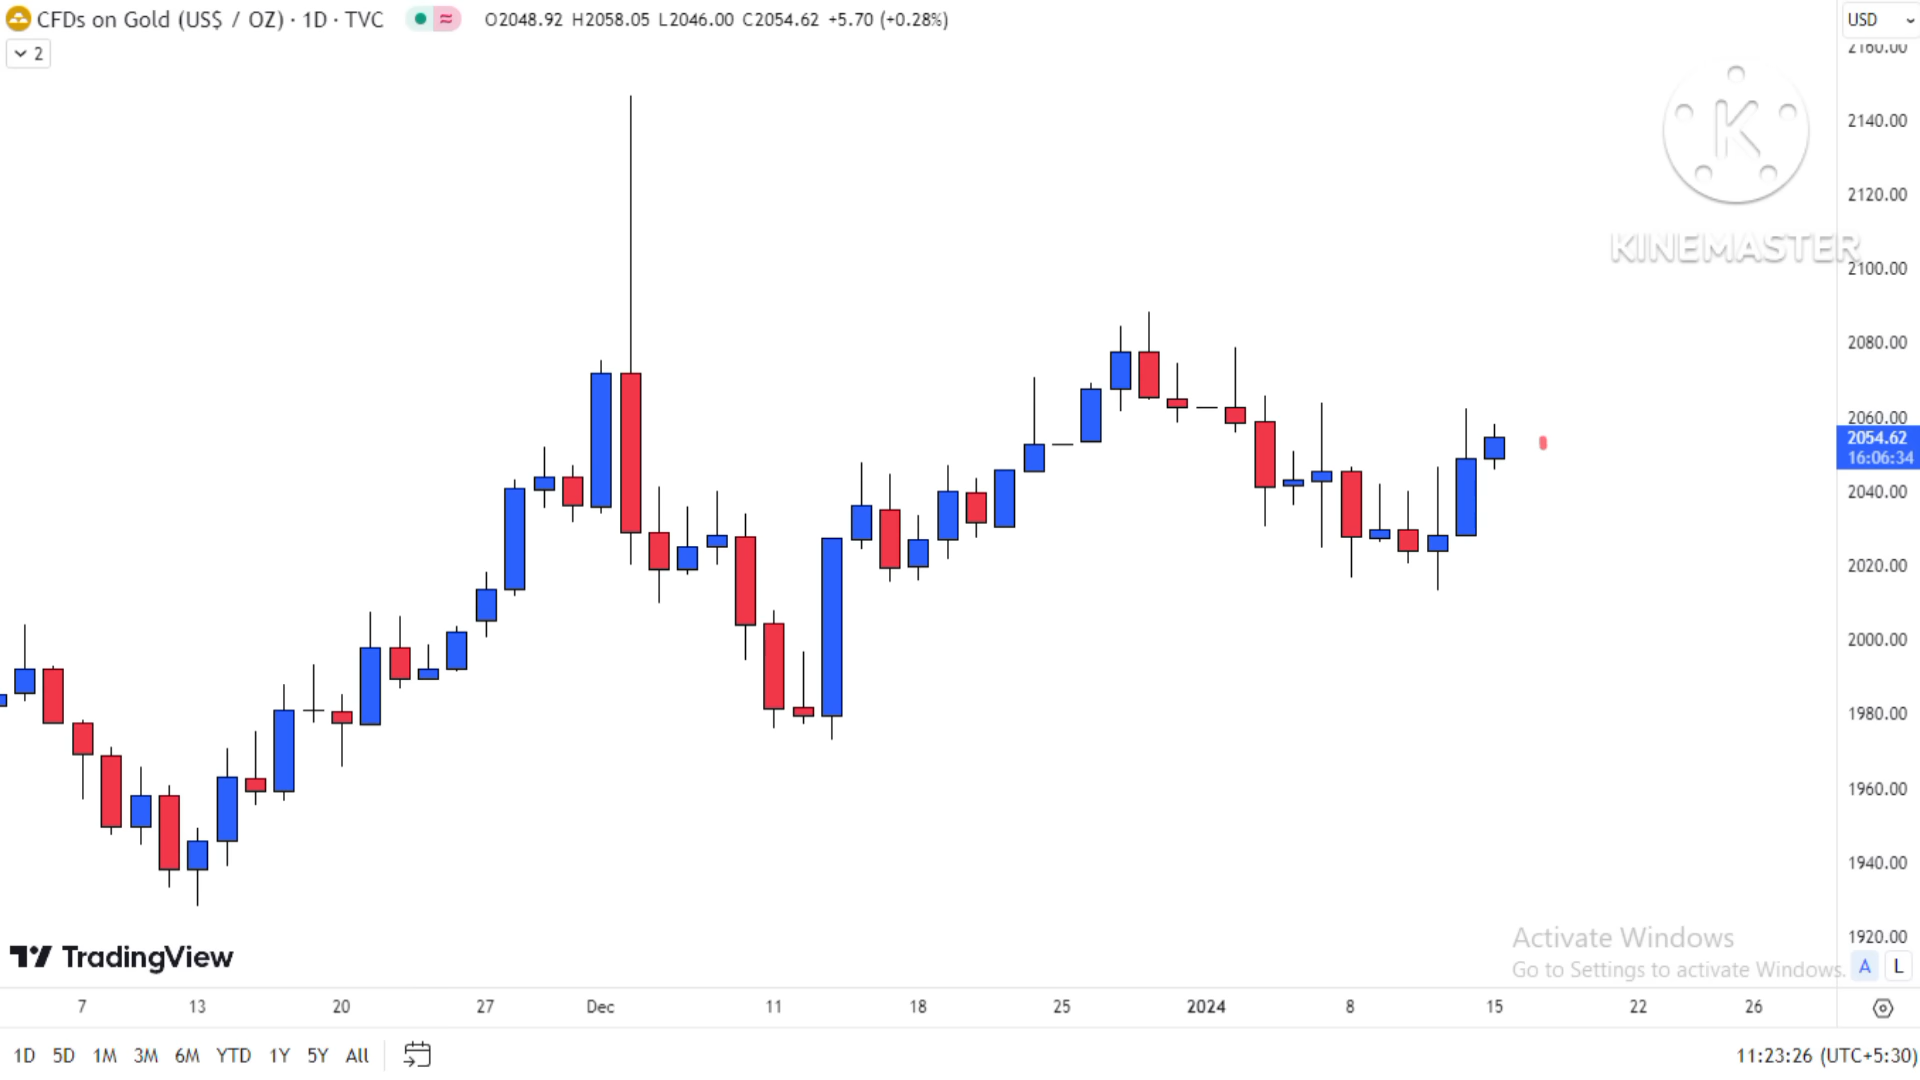 CFDs on Gold (US$ / OZ) · 1D · TVC
O2048.92 H2058.05 L2046.00 C2054.62 +5.70 (+0.28%)
USD
2
2160.00
2140.00
2120.00
2100.00
2080.00
2060.00
2054.62
16:06:34
2040.00
2020.00
2000.00
1980.00
1960.00
1940.00
1920.00
K
KINEMASTER
Activate Windows
Go to Settings to activate Windows.
TradingView
A L
7 13 20 27 Dec 11 18 25 2024 8 15 22 26
1D 5D 1M 3M 6M YTD 1Y 5Y All
11:23:26 (UTC+5:30)